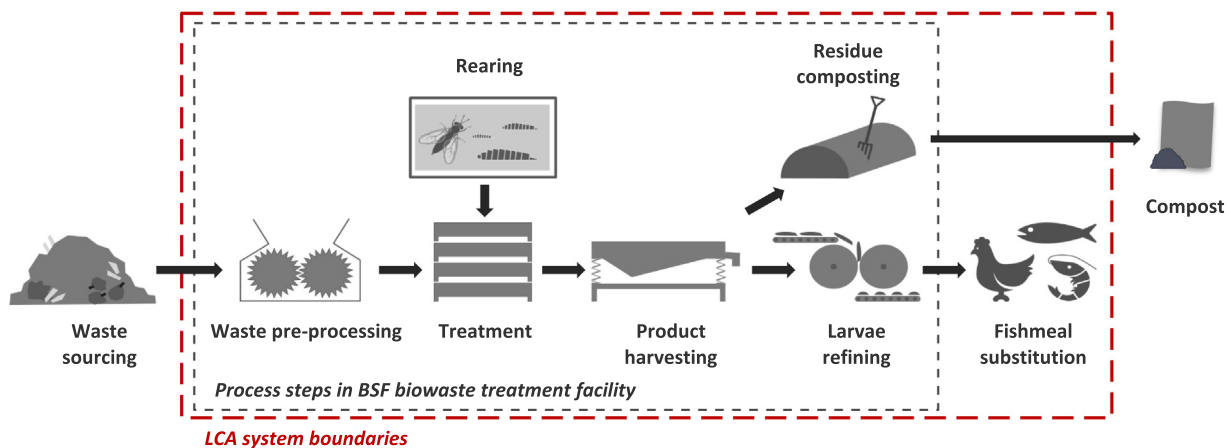 Rearing
Residue
composting
Compost
Waste
sourcing
Waste pre-processing
Treatment
Product
harvesting
Larvae
refining
Fishmeal
substitution
Process steps in BSF biowaste treatment facility
LCA system boundaries